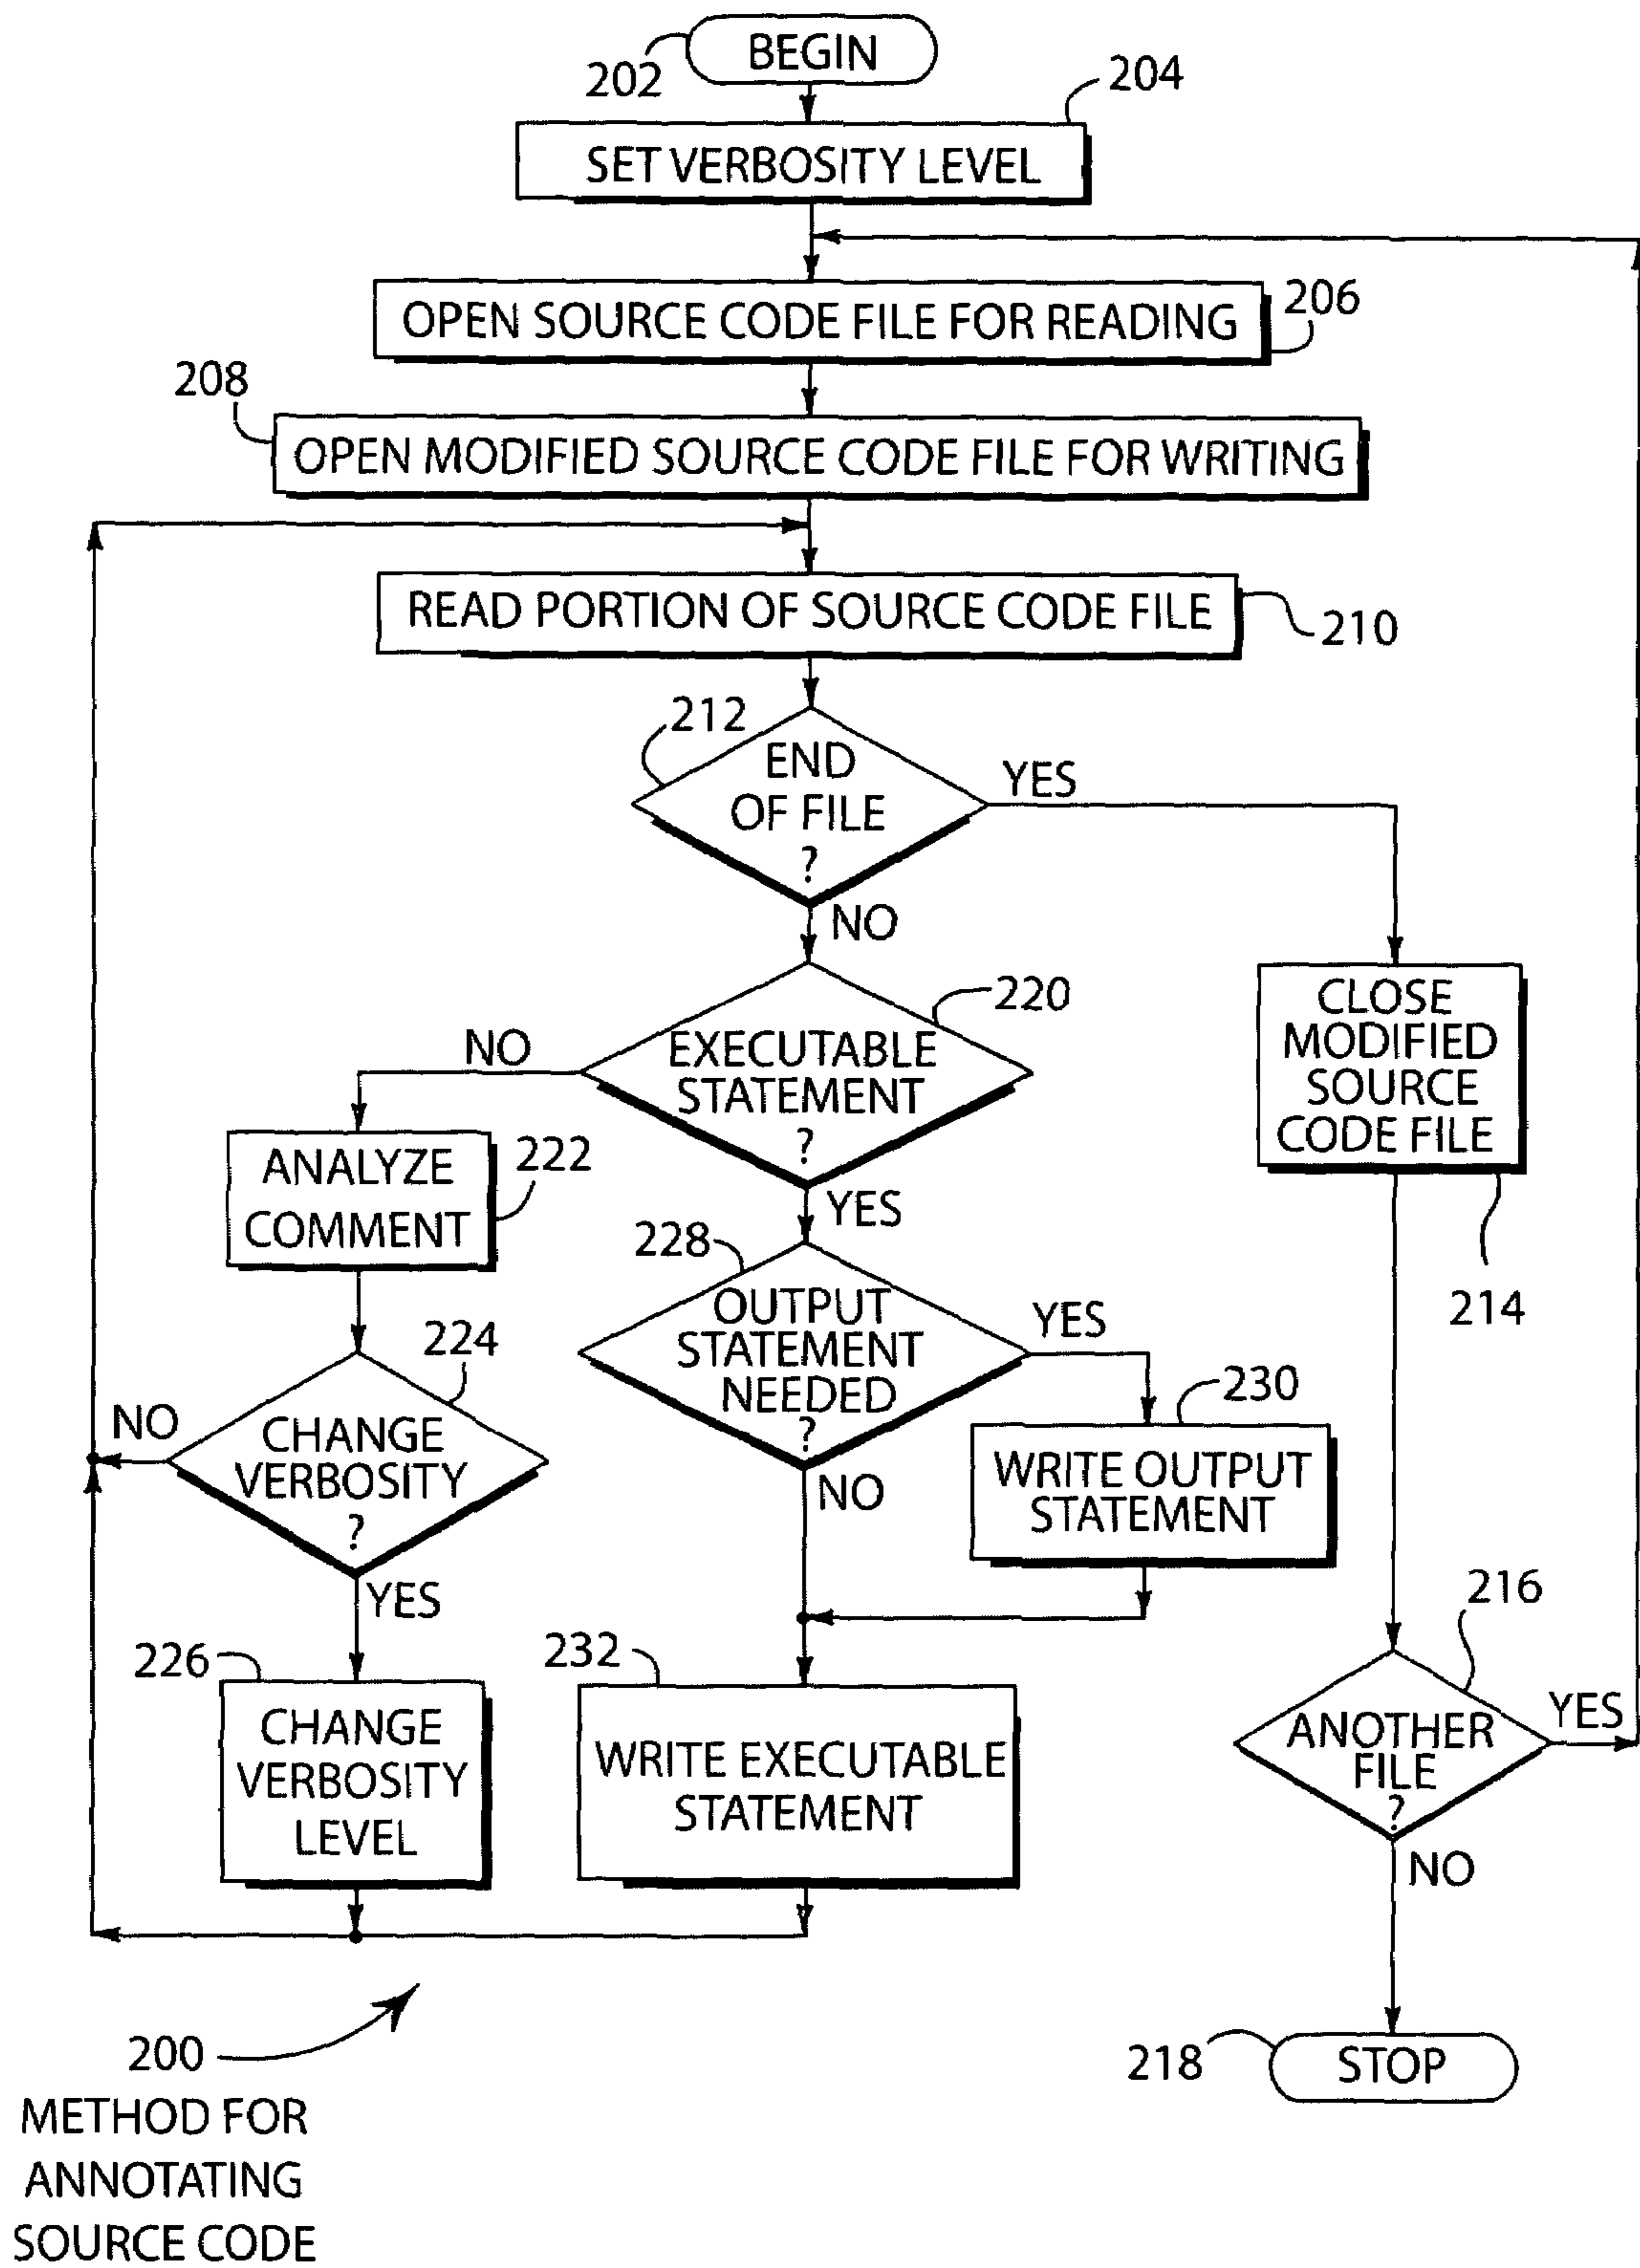 BEGIN
202
204
SET VERBOSITY LEVEL
OPEN SOURCE CODE FILE FOR READING
206
208
OPEN MODIFIED SOURCE CODE FILE FOR WRITING
READ PORTION OF SOURCE CODE FILE
210
212
END
OF FILE
?
YES
NO
220
EXECUTABLE
STATEMENT
?
NO
YES
CLOSE
MODIFIED
SOURCE
CODE FILE
214
ANALYZE
COMMENT
222
228
OUTPUT
STATEMENT
NEEDED
?
YES
NO
224
CHANGE
VERBOSITY
?
NO
YES
230
WRITE OUTPUT
STATEMENT
216
ANOTHER
FILE
?
YES
NO
226
CHANGE
VERBOSITY
LEVEL
232
WRITE EXECUTABLE
STATEMENT
218
STOP
200
METHOD FOR
ANNOTATING
SOURCE CODE